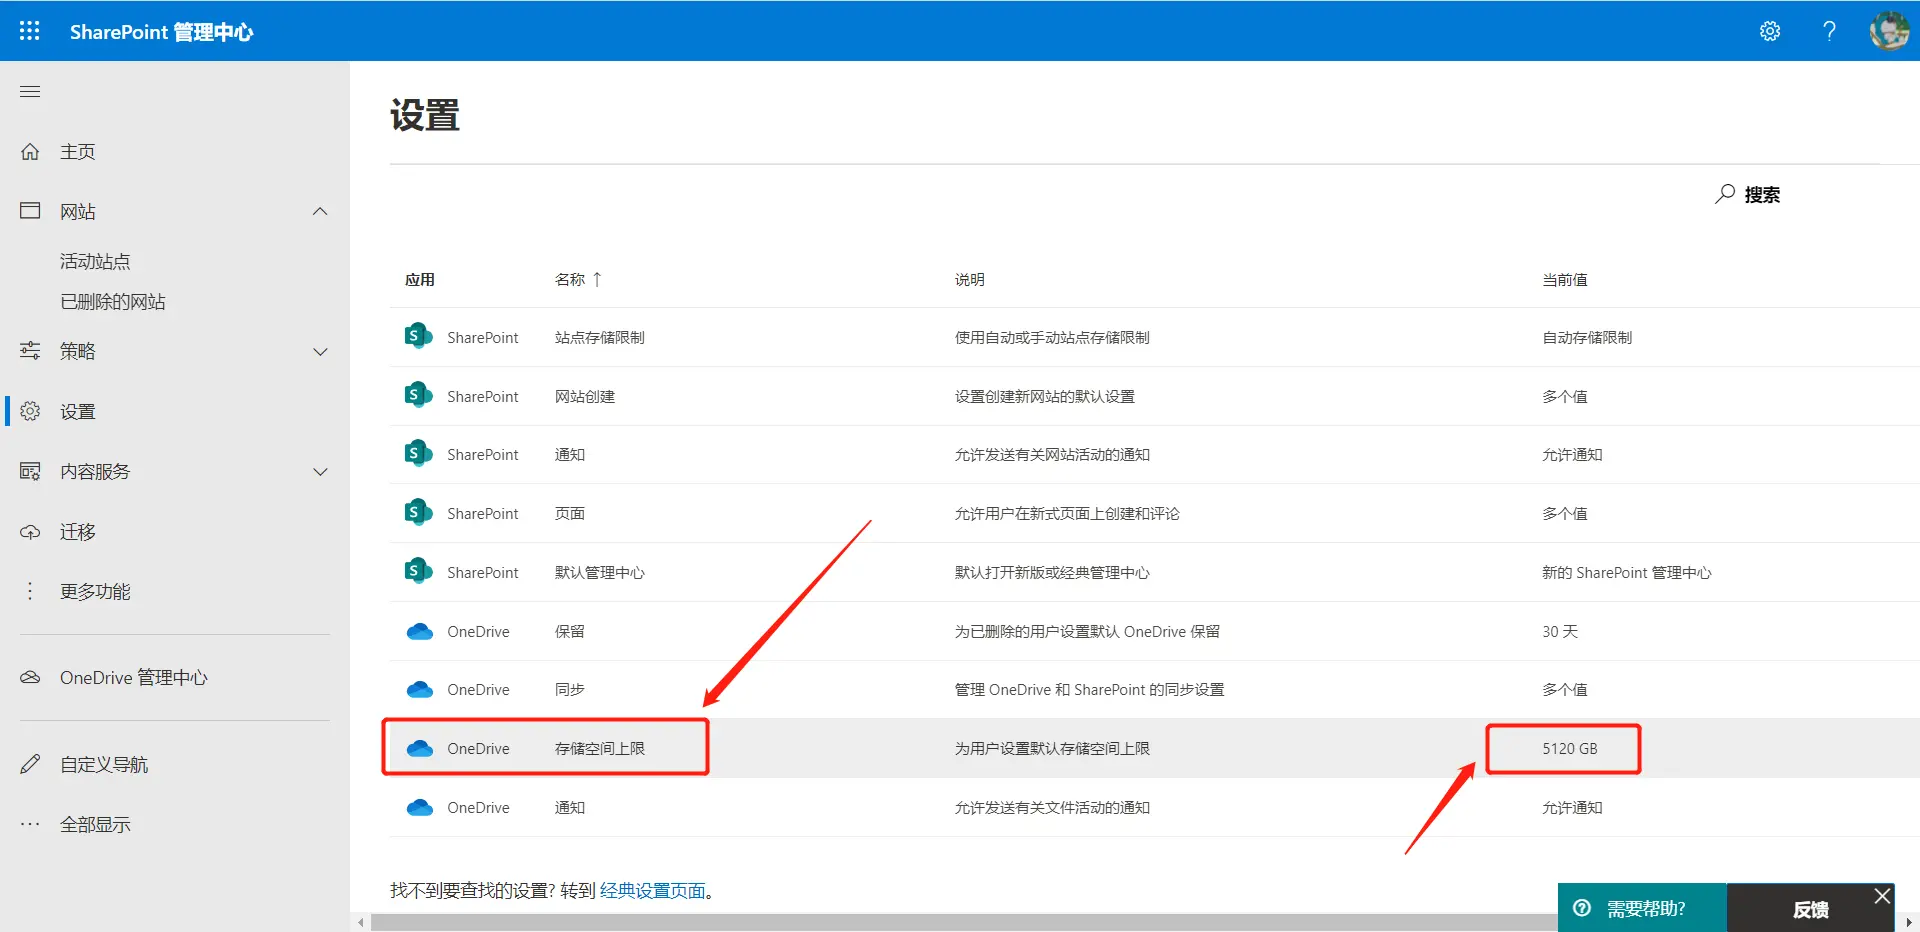 SharePoint 管理中心
主页
网站
活动站点
已删除的网站
策略
设置
内容服务
迁移
更多功能
OneDrive 管理中心
自定义导航
全部显示
设置
搜索
应用 名称 ↑ 说明 当前值
SharePoint 站点存储限制 使用自动或手动站点存储限制 自动存储限制
SharePoint 网站创建 设置创建新网站的默认设置 多个值
SharePoint 通知 允许发送有关网站活动的通知 允许通知
SharePoint 页面 允许用户在新式页面上创建和评论 多个值
SharePoint 默认管理中心 默认打开新版或经典管理中心 新的 SharePoint 管理中心
OneDrive 保留 为已删除的用户设置默认 OneDrive 保留 30 天
OneDrive 同步 管理 OneDrive 和 SharePoint 的同步设置 多个值
OneDrive 存储空间上限 为用户设置默认存储空间上限 5120 GB
OneDrive 通知 允许发送有关文件活动的通知 允许通知
找不到要查找的设置? 转到 经典设置页面。
需要帮助?
反馈